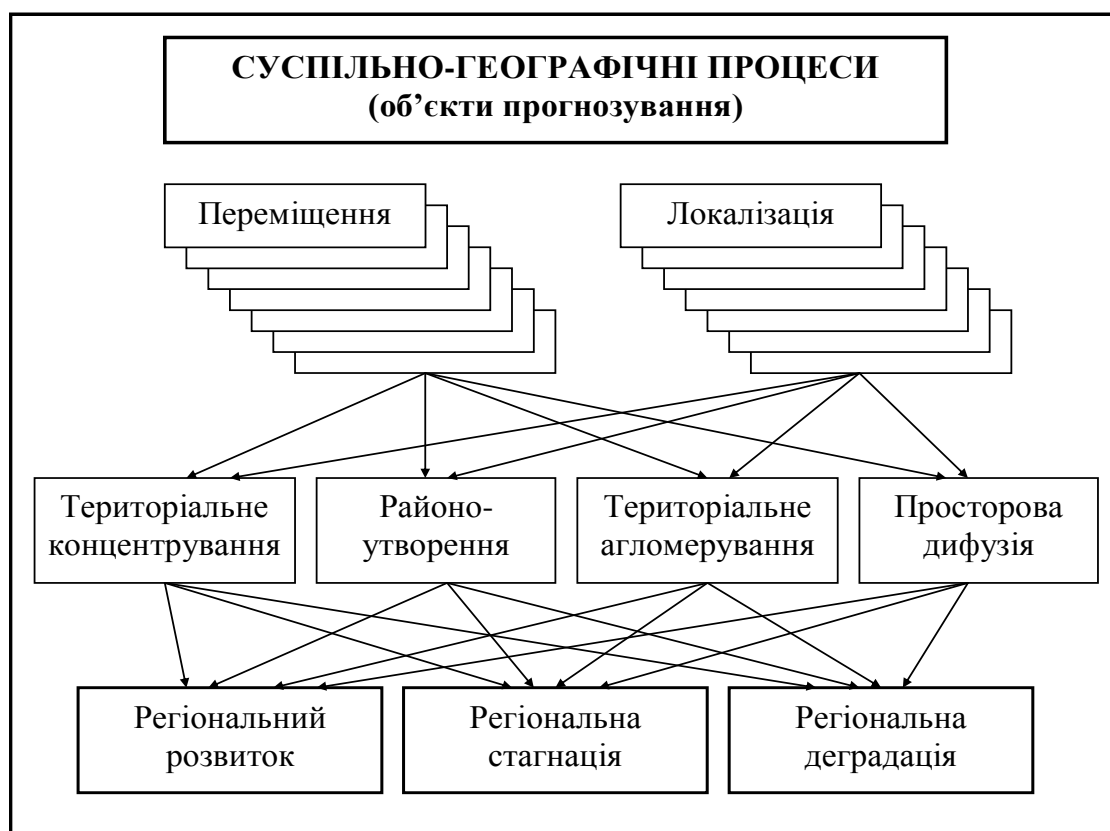 СУСПІЛЬНО-ГЕОГРАФІЧНІ ПРОЦЕСИ
(об’єкти прогнозування)
Переміщення
Локалізація
Територіальне
концентрування
Районо-
утворення
Територіальне
агломерування
Просторова
дифузія
Регіональний
розвиток
Регіональна
стагнація
Регіональна
деградація